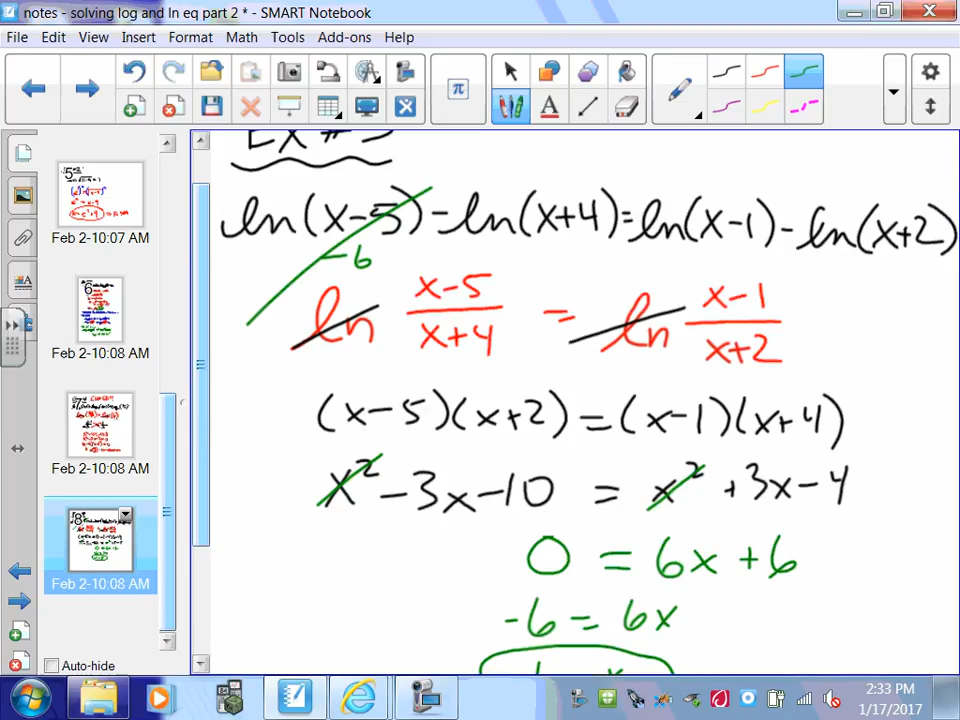 notes - solving log and ln eq part 2 * - SMART Notebook
File Edit View Insert Format Math Tools Add-ons Help
π
A
Feb 2-10:07 AM
Feb 2-10:08 AM
Feb 2-10:08 AM
Feb 2-10:08 AM
Auto-hide
ln(x-5)-ln(x+4)=ln(x-1)-ln(x+2)
-6
ln x-5/x+4 = ln x-1/x+2
(x-5)(x+2)=(x-1)(x+4)
x²-3x-10 = x²+3x-4
0 = 6x+6
-6 = 6x
2:33 PM
1/17/2017